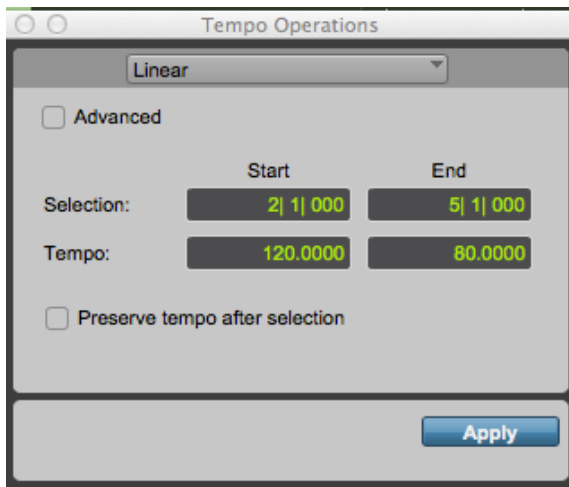 Tempo Operations
Linear
Advanced
Start End
Selection: 2| 1| 000 5| 1| 000
Tempo: 120.0000 80.0000
Preserve tempo after selection
Apply